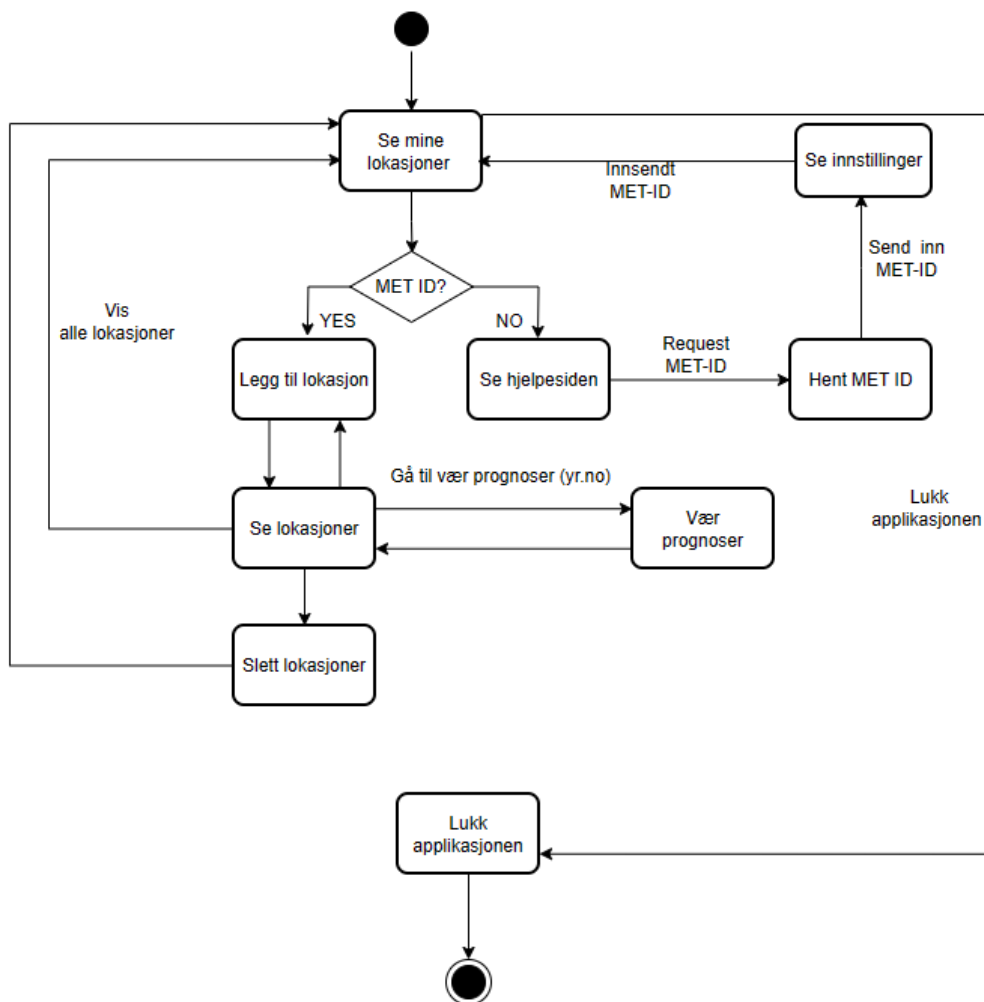 Se mine
lokasjoner
Se innstillinger
Innsendt
MET-ID
Send inn
MET-ID
MET ID?
Vis
alle lokasjoner
YES
NO
Legg til lokasjon
Se hjelpesiden
Request
MET-ID
Hent MET ID
Gå til vær prognoser (yr.no)
Se lokasjoner
Vær
prognoser
Lukk
applikasjonen
Slett lokasjoner
Lukk
applikasjonen